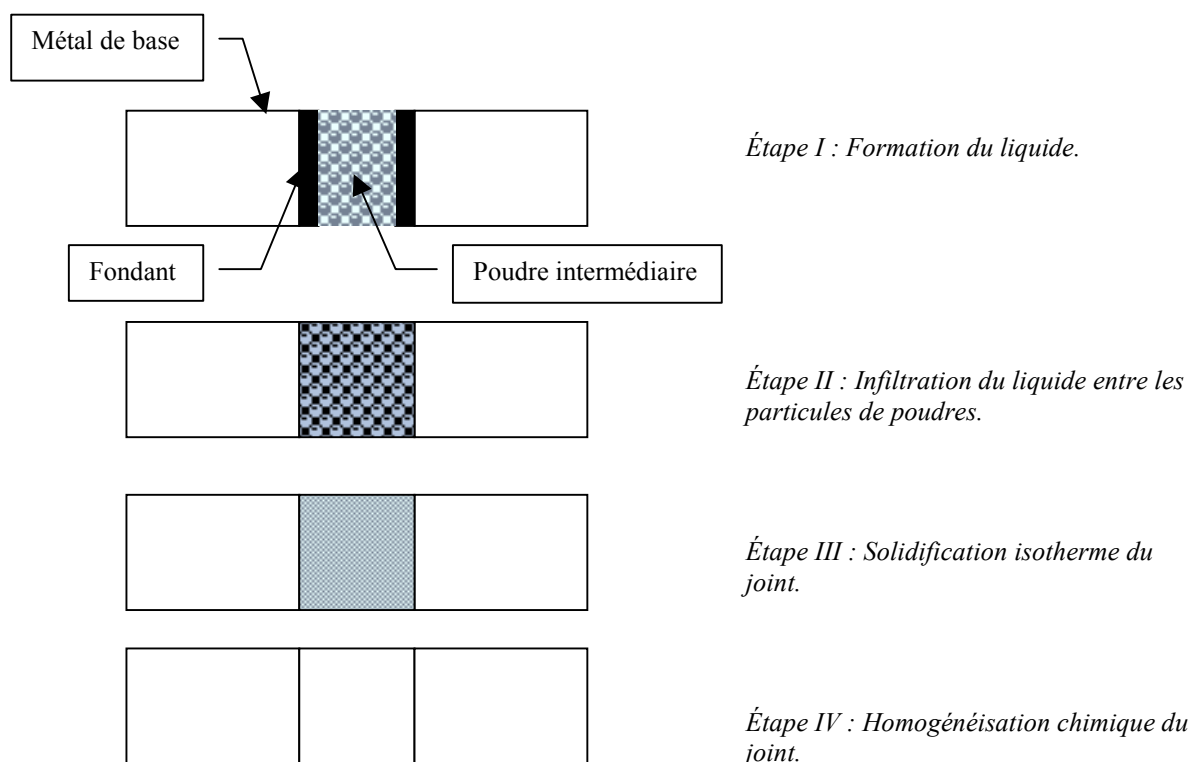 Métal de base
Étape I : Formation du liquide.
Fondant
Poudre intermédiaire
Étape II : Infiltration du liquide entre les
particules de poudres.
Étape III : Solidification isotherme du
joint.
Étape IV : Homogénéisation chimique du
joint.